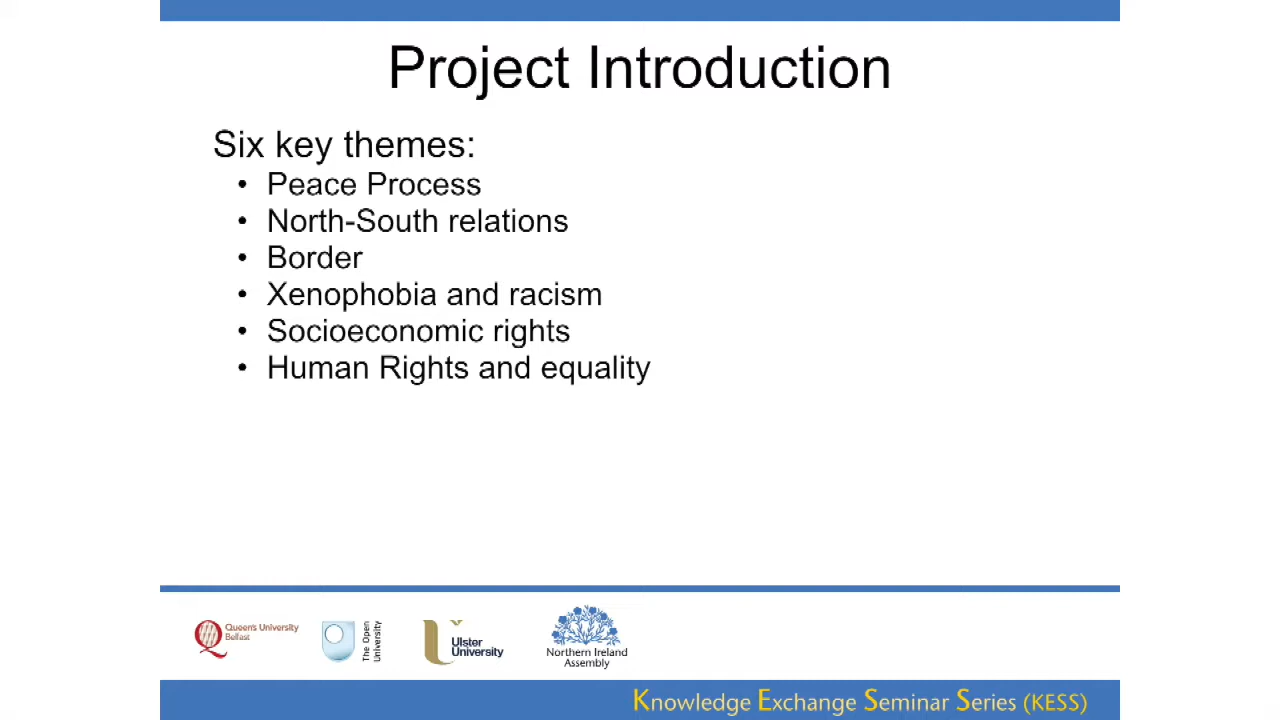 Project Introduction
Six key themes:
• Peace Process
• North-South relations
• Border
• Xenophobia and racism
• Socioeconomic rights
• Human Rights and equality
Queen's University
Belfast
The Open
University
Ulster
University
Northern Ireland
Assembly
Knowledge Exchange Seminar Series (KESS)